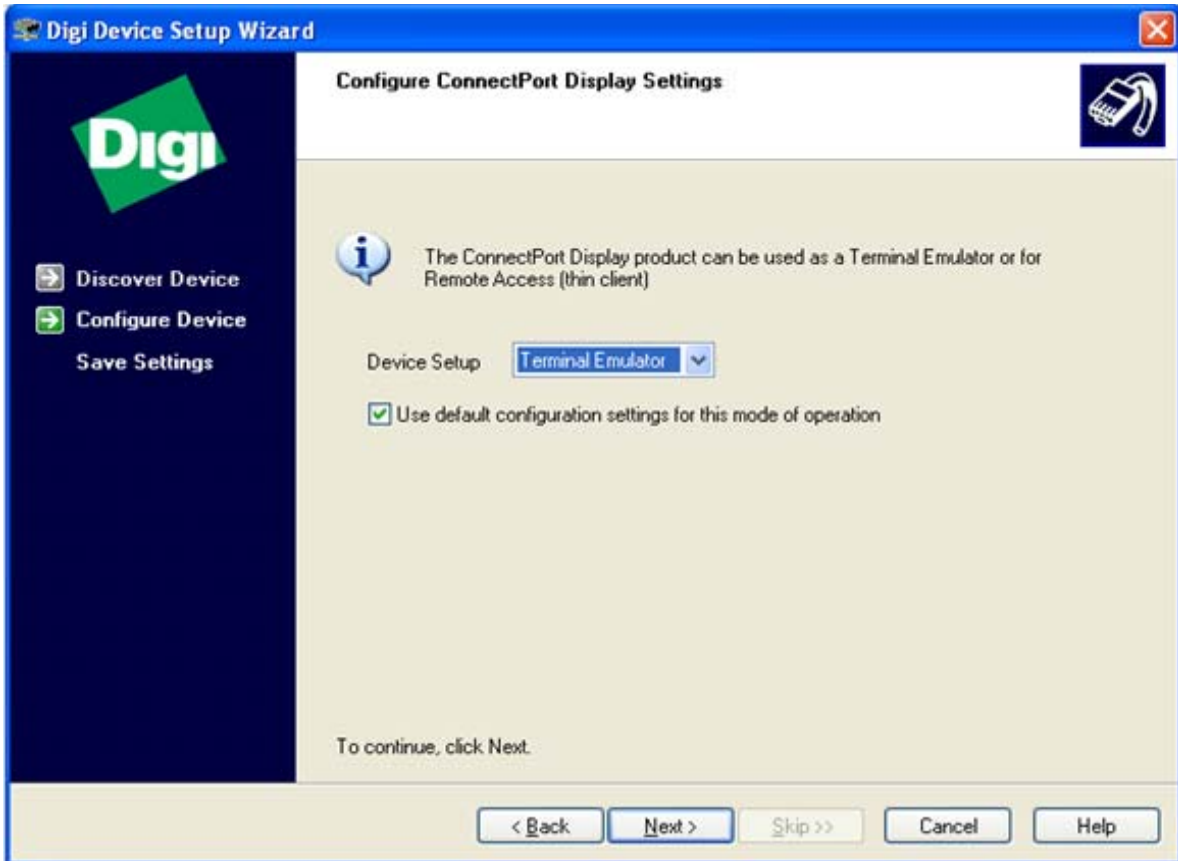 Digi Device Setup Wizard
Configure ConnectPort Display Settings
Digi
Discover Device
Configure Device
Save Settings
The ConnectPort Display product can be used as a Terminal Emulator or for
Remote Access (thin client)
Device Setup Terminal Emulator
Use default configuration settings for this mode of operation
To continue, click Next.
< Back Next > Skip >> Cancel Help